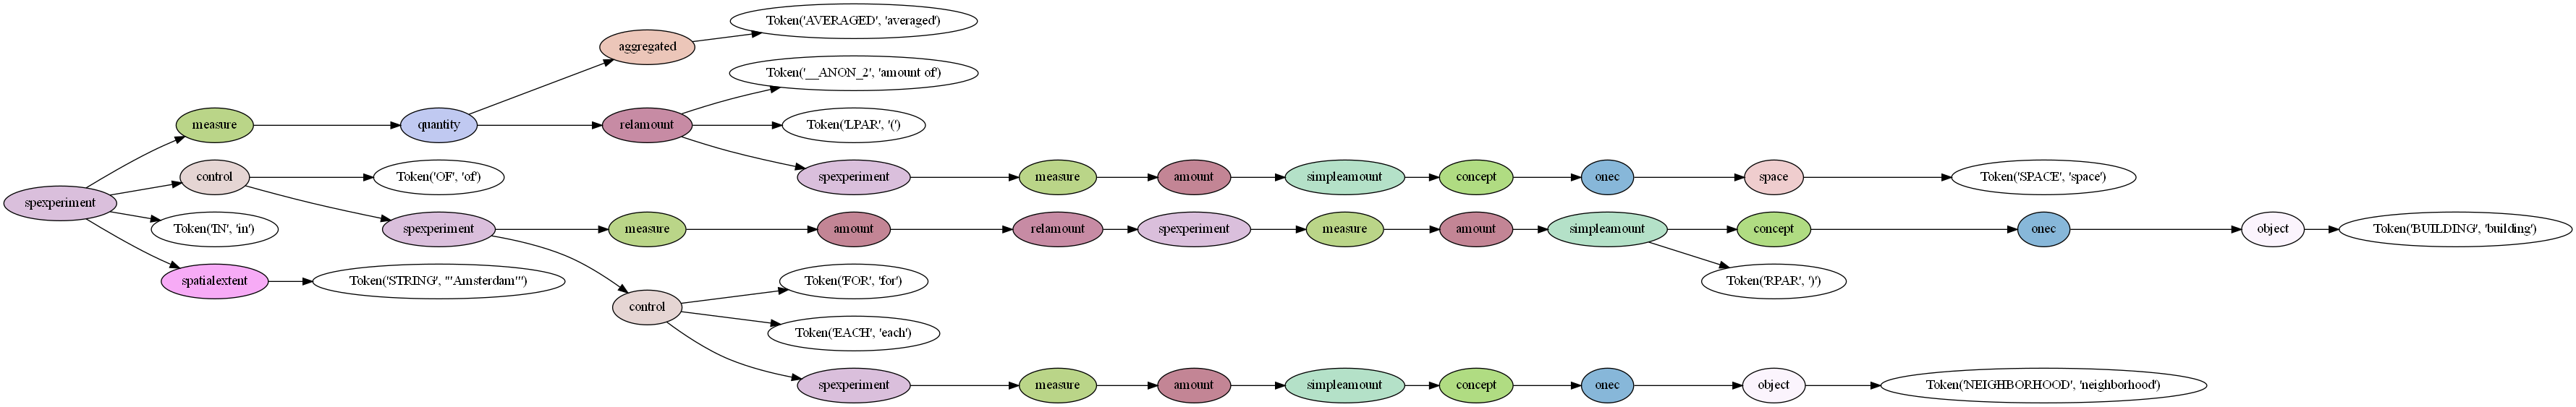 Token('AVERAGED', 'averaged')
aggregated
Token('__ANON_2', 'amount of')
measure
quantity
relamount
Token('LPAR', '(')
control
Token('OF', 'of')
spexperiment
measure
amount
simpleamount
concept
onec
space
Token('SPACE', 'space')
spexperiment
Token('IN', 'in')
spexperiment
measure
amount
relamount
spexperiment
measure
amount
simpleamount
concept
onec
object
Token('BUILDING', 'building')
spatialextent
Token('STRING', "'Amsterdam'")
Token('FOR', 'for')
Token('RPAR', ')')
control
Token('EACH', 'each')
spexperiment
measure
amount
simpleamount
concept
onec
object
Token('NEIGHBORHOOD', 'neighborhood')